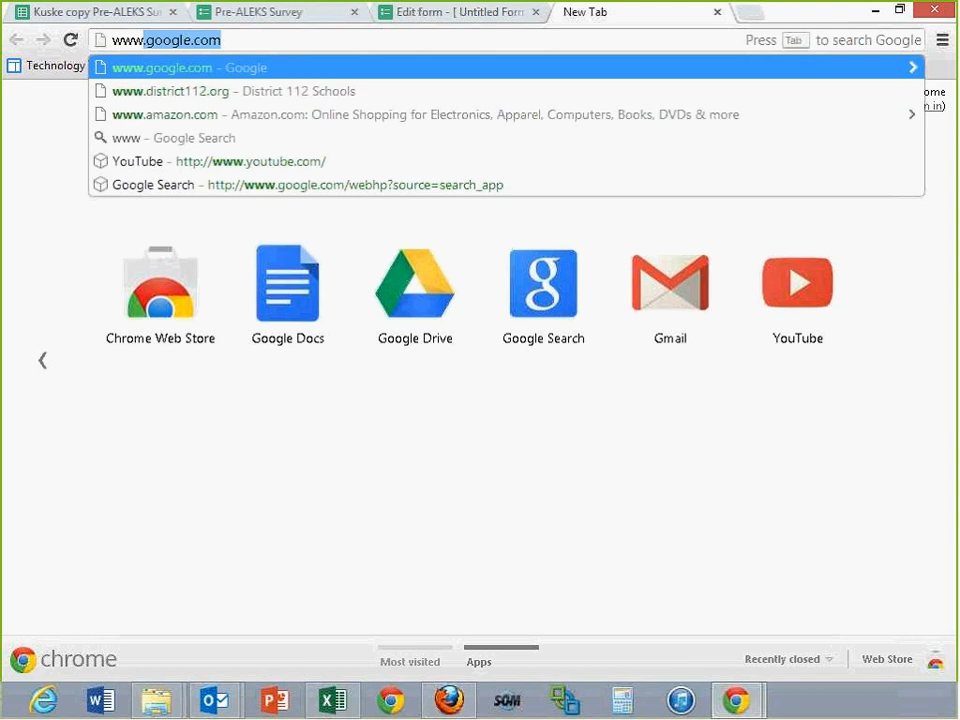 Kuske copy Pre-ALEKS Sur
Pre-ALEKS Survey
Edit form - [ Untitled Form
New Tab
www.google.com
Press Tab to search Google
Technology
www.google.com - Google
www.district112.org - District 112 Schools
www.amazon.com - Amazon.com: Online Shopping for Electronics, Apparel, Computers, Books, DVDs & more
www - Google Search
YouTube - http://www.youtube.com/
Google Search - http://www.google.com/webhp?source=search_app
ome
n in)
Chrome Web Store
Google Docs
Google Drive
Google Search
Gmail
YouTube
chrome
Most visited
Apps
Recently closed
Web Store
SOM